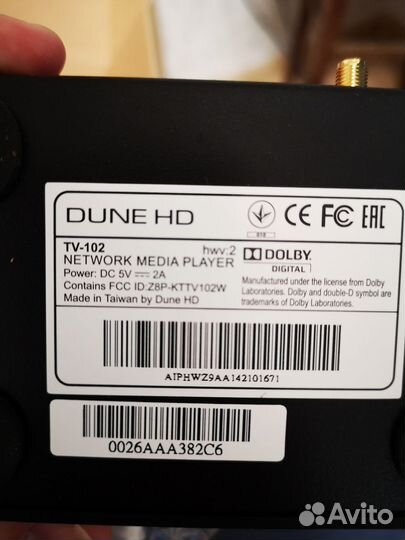 DUNE HD
CE FC EAC
818
TV-102 hwv:2
NETWORK MEDIA PLAYER
Power: DC 5V ⎓ 2A
Contains FCC ID:Z8P-KTTV102W
Made in Taiwan by Dune HD
DOLBY
DIGITAL
Manufactured under the license from Dolby
Laboratories. Dolby and double-D symbol are
trademarks of Dolby Laboratories.
AIPHWZ9AA142101671
0026AAA382C6
Avito